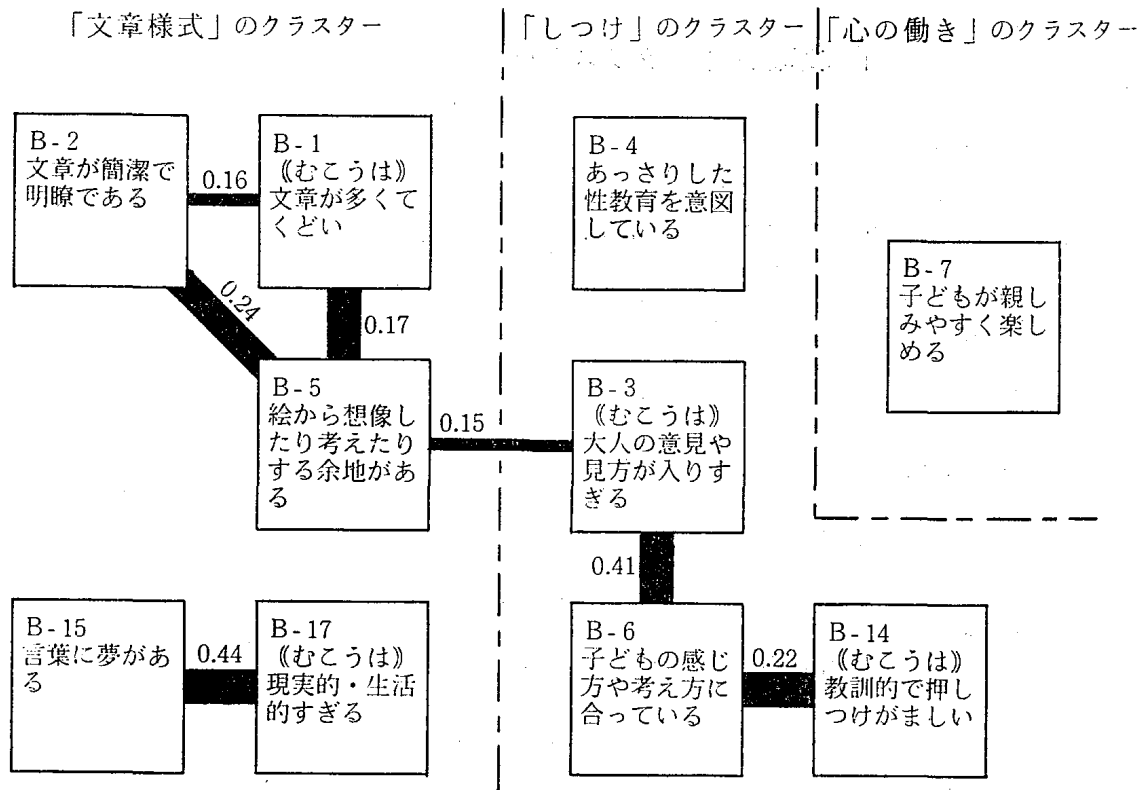 「文章様式」のクラスター
「しつけ」のクラスター
「心の働き」のクラスター
B-2
文章が簡潔で
明瞭である
0.16
B-1
《むこうは》
文章が多くて
くどい
B-4
あっさりした
性教育を意図
している
B-7
子どもが親し
みやすく楽し
める
0.24
0.17
B-5
絵から想像し
たり考えたり
する余地があ
る
0.15
B-3
《むこうは》
大人の意見や
見方が入りす
ぎる
0.41
B-15
言葉に夢があ
る
0.44
B-17
《むこうは》
現実的・生活
的すぎる
B-6
子どもの感じ
方や考え方に
合っている
0.22
B-14
《むこうは》
教訓的で押し
つけがましい